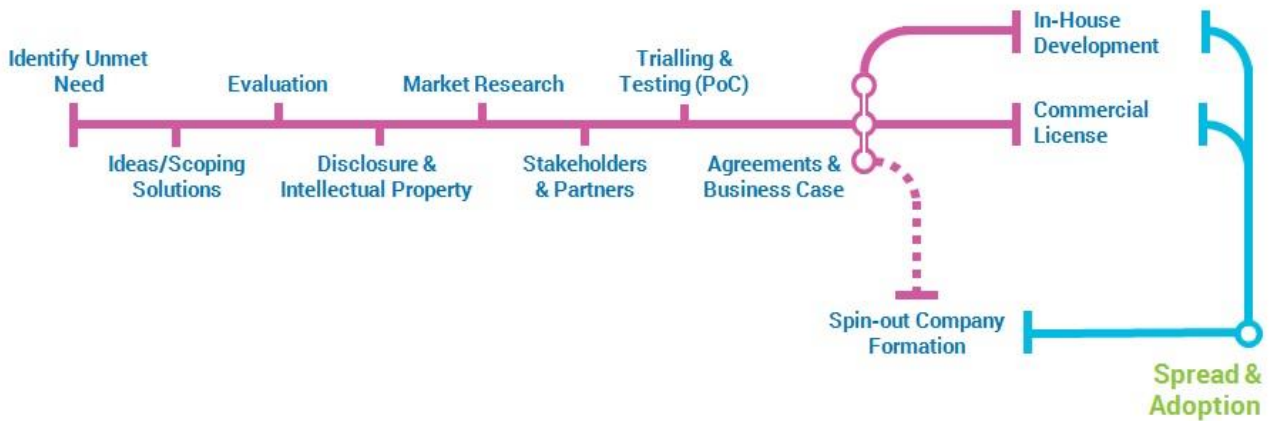 Identify Unmet
Need
Ideas/Scoping
Solutions
Evaluation
Disclosure &
Intellectual Property
Market Research
Stakeholders
& Partners
Trialling &
Testing (PoC)
Agreements &
Business Case
In-House
Development
Commercial
License
Spin-out Company
Formation
Spread &
Adoption